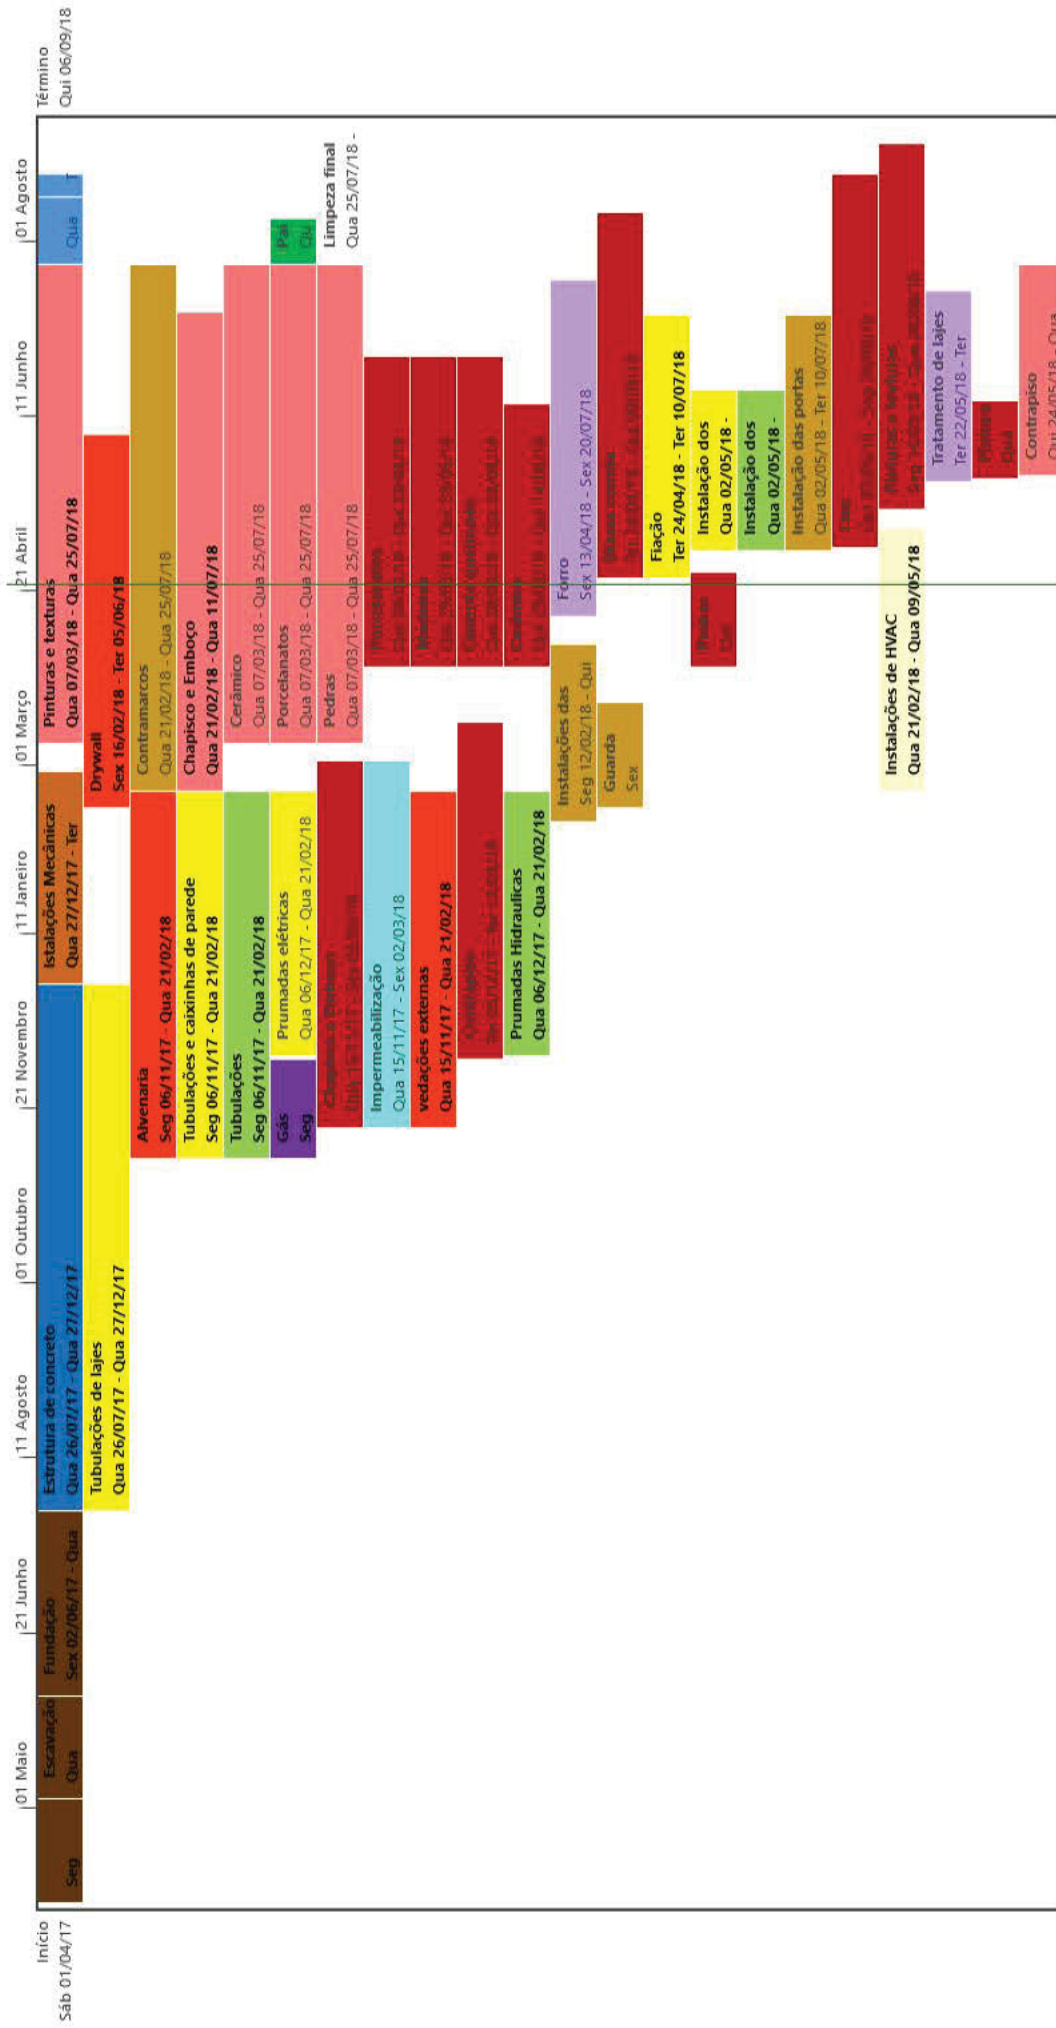 Início
Sáb 01/04/17
01 Maio
21 Junho
11 Agosto
01 Outubro
21 Novembro
11 Janeiro
01 Março
21 Abril
11 Junho
01 Agosto
Término
Qui 06/09/18
Seg
Escavação
Qua
Fundação
Sex 02/06/17 - Qua
Estrutura de concreto
Qua 26/07/17 - Qua 27/12/17
Istalações Mecânicas
Qua 27/12/17 - Ter
Pinturas e texturas
Qua 07/03/18 - Qua 25/07/18
Qua
T
Tubulações de lajes
Qua 26/07/17 - Qua 27/12/17
Drywall
Sex 16/02/18 - Ter 05/06/18
Alvenaria
Seg 06/11/17 - Qua 21/02/18
Contramarcos
Qua 21/02/18 - Qua 25/07/18
Tubulações e caixinhas de parede
Seg 06/11/17 - Qua 21/02/18
Chapisco e Emboço
Qua 21/02/18 - Qua 11/07/18
Tubulações
Seg 06/11/17 - Qua 21/02/18
Cerâmico
Qua 07/03/18 - Qua 25/07/18
Gás
Seg
Prumadas elétricas
Qua 06/12/17 - Qua 21/02/18
Porcelanatos
Qua 07/03/18 - Qua 25/07/18
Pai
Qu
Pedras
Qua 07/03/18 - Qua 25/07/18
Limpeza final
Qua 25/07/18 -
Impermeabilização
Qua 15/11/17 - Sex 02/03/18
vedações externas
Qua 15/11/17 - Qua 21/02/18
Prumadas Hidraulicas
Qua 06/12/17 - Qua 21/02/18
Instalações das
Seg 12/02/18 - Qui
Forro
Sex 13/04/18 - Sex 20/07/18
Guarda
Sex
Fiação
Ter 24/04/18 - Ter 10/07/18
Instalação dos
Qua 02/05/18 -
Instalação dos
Qua 02/05/18 -
Instalação das portas
Qua 02/05/18 - Ter 10/07/18
Instalações de HVAC
Qua 21/02/18 - Qua 09/05/18
Tratamento de lajes
Ter 22/05/18 - Ter
Contrapiso
Qui 24/05/18 - Qua